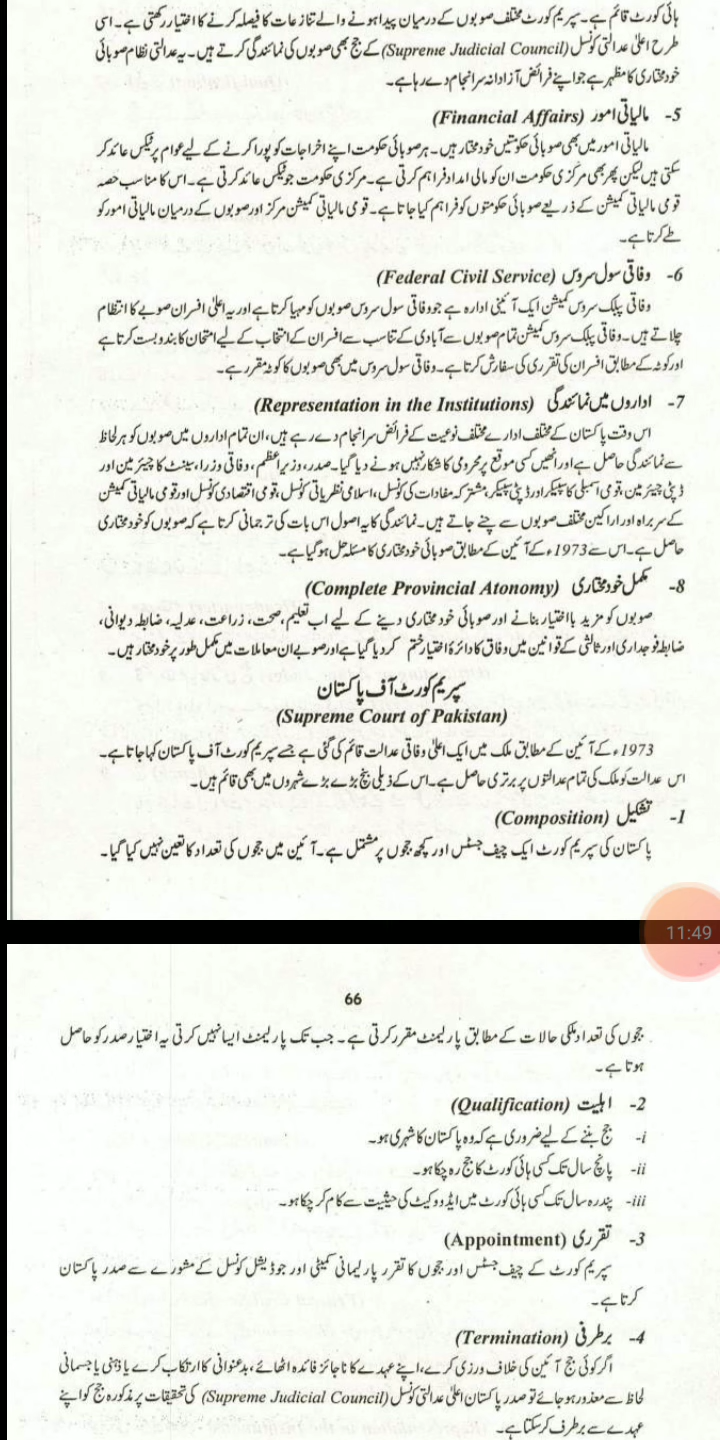 ہائی کورٹ قائم ہے۔ سپریم کورٹ مختلف صوبوں کے درمیان پیدا ہونے والے تنازعات کا فیصلہ کرنے کا اختیار رکھتی ہے۔ اسی
طرح اعلیٰ عدالتی کونسل (Supreme Judicial Council) کے جج بھی صوبوں کی نمائندگی کرتے ہیں۔ یہ عدالتی نظام صوبائی
خودمختاری کا مظہر ہے جو اپنے فرائض آزادانہ سرانجام دے رہا ہے۔
5- مالیاتی امور (Financial Affairs)
مالیاتی امور میں بھی صوبائی حکومتیں خودمختار ہیں۔ ہر صوبائی حکومت اپنے اخراجات کو پورا کرنے کے لیے عوام پر ٹیکس عائد کر
سکتی ہیں لیکن پھر بھی مرکزی حکومت ان کو مالی امداد فراہم کرتی ہے۔ مرکزی حکومت جو ٹیکس عائد کرتی ہے۔ اس کا مناسب حصہ
قومی مالیاتی کمیشن کے ذریعے صوبائی حکومتوں کو فراہم کیا جاتا ہے۔ قومی مالیاتی کمیشن مرکز اور صوبوں کے درمیان مالیاتی امور کو
طے کرتا ہے۔
6- وفاقی سول سروس (Federal Civil Service)
وفاقی پبلک سروس کمیشن ایک آئینی ادارہ ہے جو وفاقی سول سروس صوبوں کو مہیا کرتا ہے اور یہ اعلیٰ افسران صوبے کا انتظام
چلاتے ہیں۔ وفاقی پبلک سروس کمیشن تمام صوبوں سے آبادی کے تناسب سے افسران کے انتخاب کے لیے امتحان کا بندوبست کرتا ہے
اور کوٹہ کے مطابق افسران کی تقرری کی سفارش کرتا ہے۔ وفاقی سول سروس میں بھی صوبوں کا کوٹہ مقرر ہے۔
7- اداروں میں نمائندگی (Representation in the Institutions)
اس وقت پاکستان کے مختلف ادارے مختلف نوعیت کے فرائض سرانجام دے رہے ہیں، ان تمام اداروں میں صوبوں کو ہر لحاظ
سے نمائندگی حاصل ہے اور انھیں کسی موقع پر محرومی کا شکار نہیں ہونے دیا گیا۔ صدر، وزیراعظم، وفاقی وزرا، سینٹ کا چیئرمین اور
ڈپٹی چیئرمین، قومی اسمبلی کا سپیکر اور ڈپٹی سپیکر، مشترکہ مفادات کی کونسل، اسلامی نظریاتی کونسل، قومی اقتصادی کونسل اور قومی مالیاتی کمیشن
کے سربراہ اور اراکین مختلف صوبوں سے چنے جاتے ہیں۔ نمائندگی کا یہ اصول اس بات کی ترجمانی کرتا ہے کہ صوبوں کو خودمختاری
حاصل ہے۔ اس سے 1973ء کے آئین کے مطابق صوبائی خودمختاری کا مسئلہ حل ہو گیا ہے۔
8- مکمل خودمختاری (Complete Provincial Atonomy)
صوبوں کو مزید بااختیار بنانے اور صوبائی خودمختاری دینے کے لیے اب تعلیم، صحت، زراعت، عدلیہ، ضابطہ دیوانی،
ضابطہ فوجداری اور ثالثی کے قوانین میں وفاق کا دائرۂ اختیار ختم کر دیا گیا ہے اور صوبے ان معاملات میں مکمل طور پر خودمختار ہیں۔
سپریم کورٹ آف پاکستان
(Supreme Court of Pakistan)
1973ء کے آئین کے مطابق ملک میں ایک اعلیٰ وفاقی عدالت قائم کی گئی ہے جسے سپریم کورٹ آف پاکستان کہا جاتا ہے۔
اس عدالت کو ملک کی تمام عدالتوں پر برتری حاصل ہے۔ اس کے ذیلی بنچ بڑے بڑے شہروں میں بھی قائم ہیں۔
1- تشکیل (Composition)
پاکستان کی سپریم کورٹ ایک چیف جسٹس اور کچھ ججوں پر مشتمل ہے۔ آئین میں ججوں کی تعداد کا تعین نہیں کیا گیا۔
11:49
66
ججوں کی تعداد ملکی حالات کے مطابق پارلیمنٹ مقرر کرتی ہے۔ جب تک پارلیمنٹ ایسا نہیں کرتی یہ اختیار صدر کو حاصل
ہوتا ہے۔
2- اہلیت (Qualification)
i- جج بننے کے لیے ضروری ہے کہ وہ پاکستان کا شہری ہو۔
ii- پانچ سال تک کسی ہائی کورٹ کا جج رہ چکا ہو۔
iii- پندرہ سال تک کسی ہائی کورٹ میں ایڈووکیٹ کی حیثیت سے کام کر چکا ہو۔
3- تقرری (Appointment)
سپریم کورٹ کے چیف جسٹس اور ججوں کا تقرر پارلیمانی کمیٹی اور جوڈیشل کونسل کے مشورے سے صدر پاکستان
کرتا ہے۔
4- برطرفی (Termination)
اگر کوئی جج آئین کی خلاف ورزی کرے، اپنے عہدے کا ناجائز فائدہ اٹھائے، بدعنوانی کا ارتکاب کرے یا ذہنی یا جسمانی
لحاظ سے معذور ہو جائے تو صدر پاکستان اعلیٰ عدالتی کونسل (Supreme Judicial Council) کی تحقیقات پر مذکورہ جج کو اپنے
عہدے سے برطرف کر سکتا ہے۔